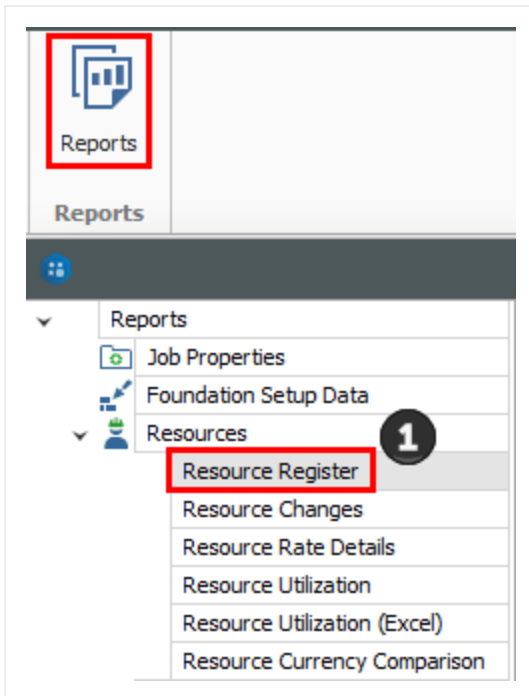 Reports
Reports
Reports
Job Properties
Foundation Setup Data
Resources
1
Resource Register
Resource Changes
Resource Rate Details
Resource Utilization
Resource Utilization (Excel)
Resource Currency Comparison